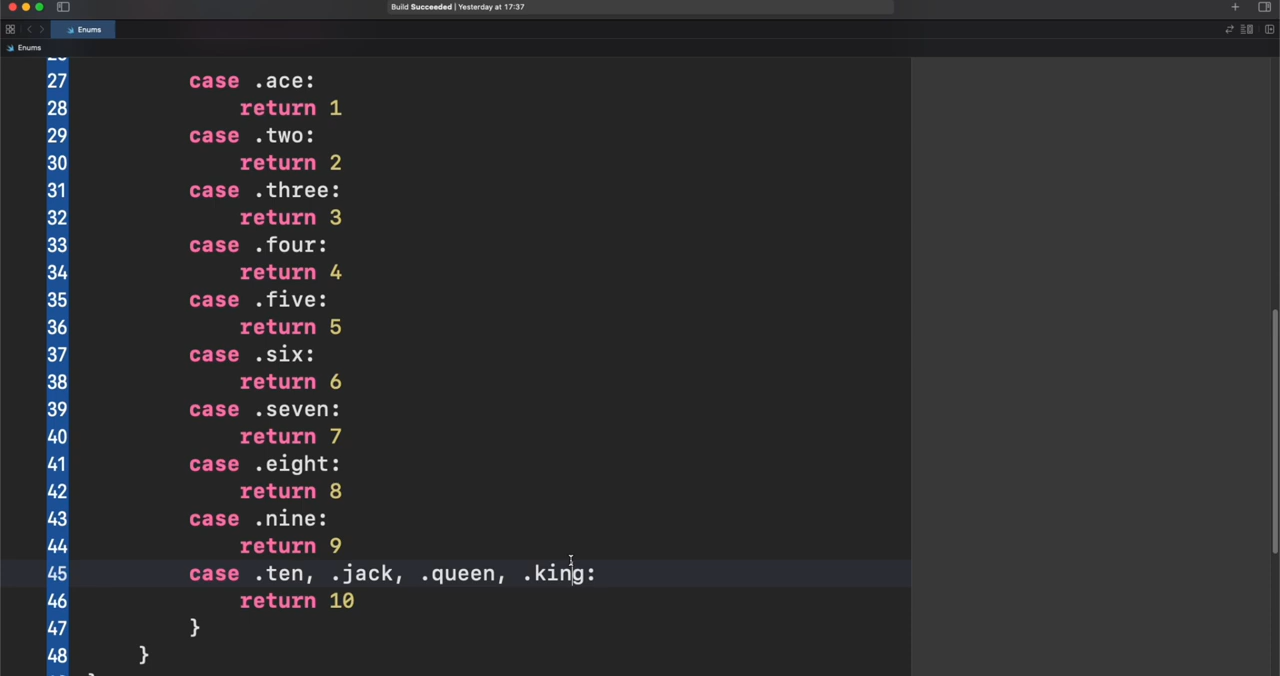 Build Succeeded | Yesterday at 17:37
Enums
Enums
27 case .ace:
28 return 1
29 case .two:
30 return 2
31 case .three:
32 return 3
33 case .four:
34 return 4
35 case .five:
36 return 5
37 case .six:
38 return 6
39 case .seven:
40 return 7
41 case .eight:
42 return 8
43 case .nine:
44 return 9
45 case .ten, .jack, .queen, .king:
46 return 10
47 }
48 }